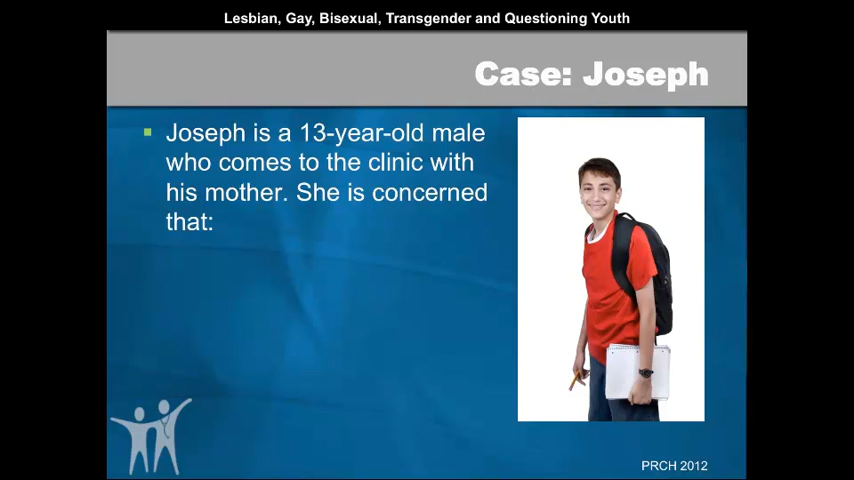 Lesbian, Gay, Bisexual, Transgender and Questioning Youth
Case: Joseph
Joseph is a 13-year-old male
who comes to the clinic with
his mother. She is concerned
that:
PRCH 2012